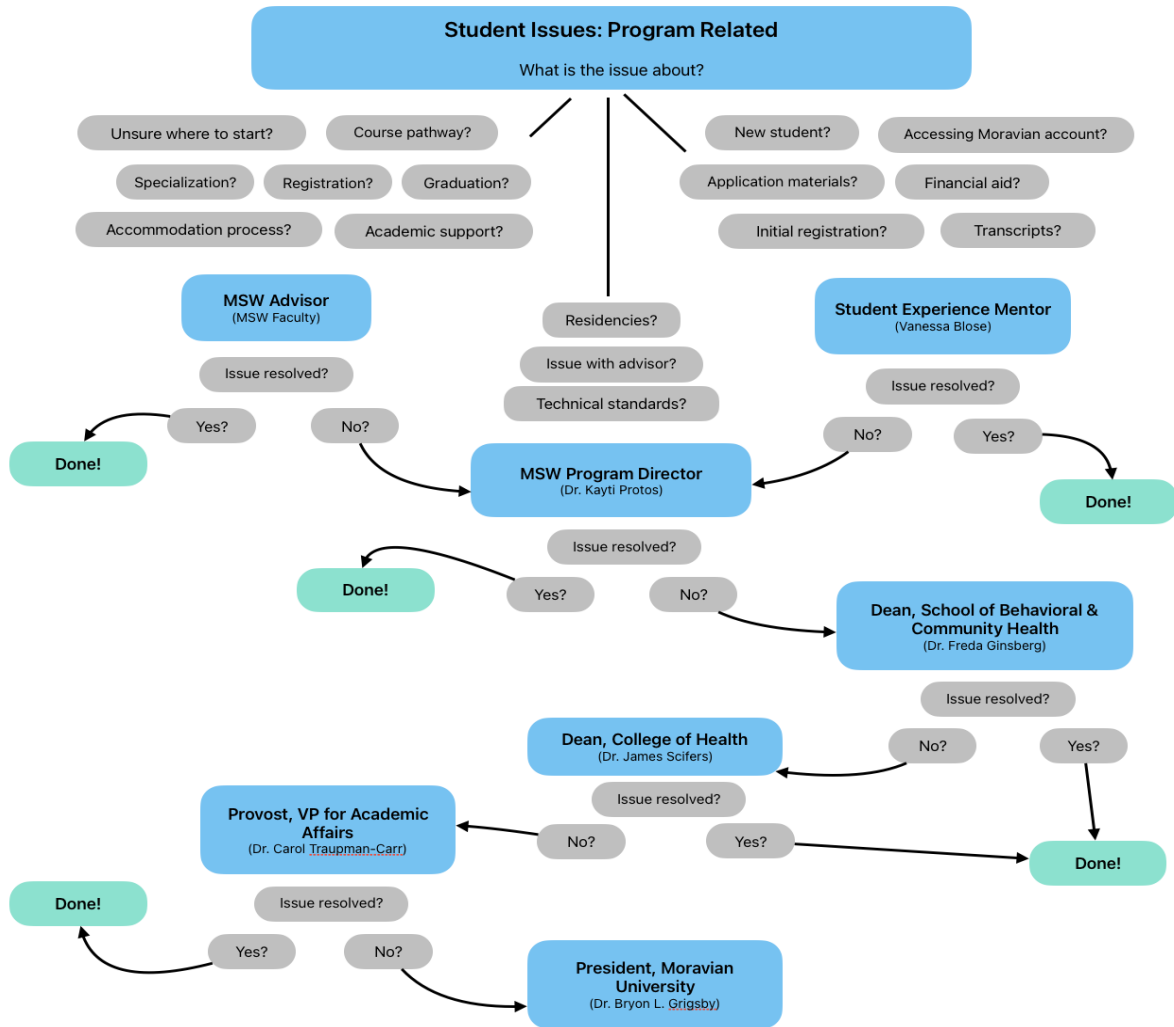 Student Issues: Program Related
What is the issue about?
Unsure where to start?
Course pathway?
New student?
Accessing Moravian account?
Specialization?
Registration?
Graduation?
Application materials?
Financial aid?
Accommodation process?
Academic support?
Initial registration?
Transcripts?
MSW Advisor
(MSW Faculty)
Student Experience Mentor
(Vanessa Blose)
Residencies?
Issue with advisor?
Technical standards?
Issue resolved?
Issue resolved?
Yes?
No?
No?
Yes?
Done!
MSW Program Director
(Dr. Kayti Protos)
Done!
Issue resolved?
Done!
Yes?
No?
Dean, School of Behavioral &
Community Health
(Dr. Freda Ginsberg)
Issue resolved?
Dean, College of Health
(Dr. James Scifers)
No?
Yes?
Issue resolved?
Provost, VP for Academic
Affairs
(Dr. Carol Traupman-Carr)
No?
Yes?
Done!
Done!
Issue resolved?
Yes?
No?
President, Moravian
University
(Dr. Bryon L. Grigsby)